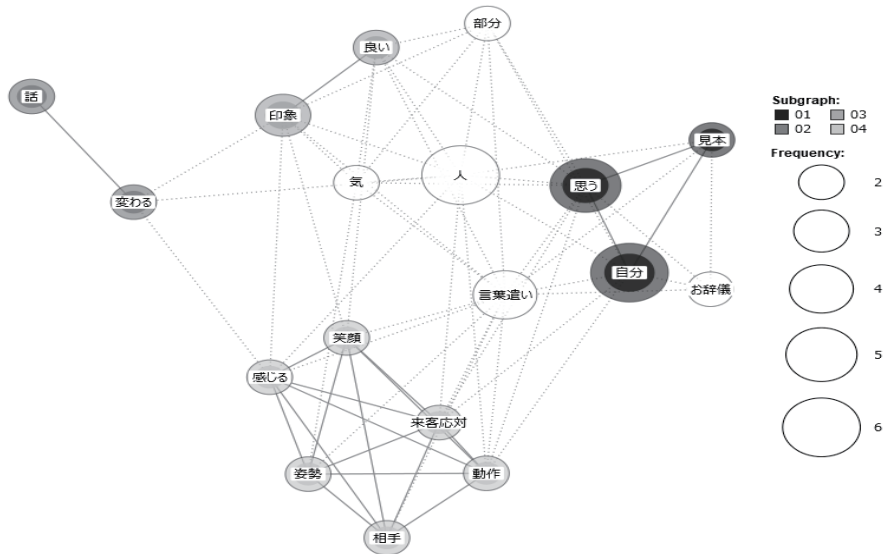 部分
良い
話
印象
見本
気
人
思う
変わる
自分
言葉遣い
お辞儀
笑顔
感じる
来客応対
姿勢
動作
相手
Subgraph:
01 03
02 04
Frequency:
2
3
4
5
6